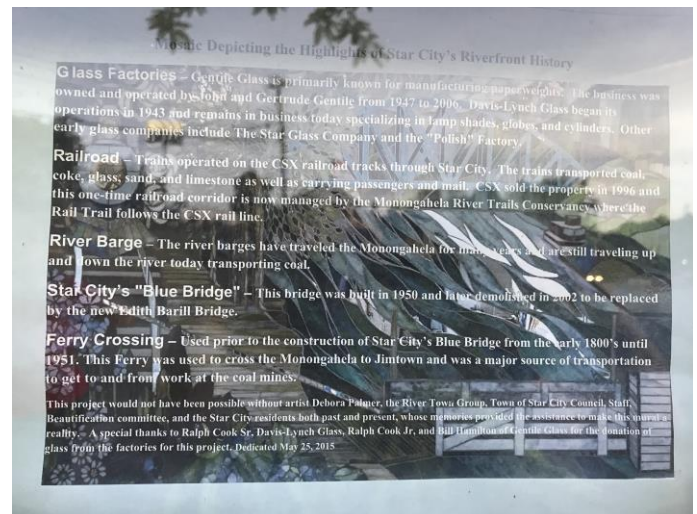 Mosaic Depicting the Highlights of Star City's Riverfront History
Glass Factories – Gentile Glass is primarily known for manufacturing paperweights. The business was
owned and operated by John and Gertrude Gentile from 1947 to 2006. Davis-Lynch Glass began its
operations in 1943 and remains in business today specializing in lamp shades, globes, and cylinders. Other
early glass companies include The Star Glass Company and the "Polish" Factory.
Railroad – Trains operated on the CSX railroad tracks through Star City. The trains transported coal,
coke, glass, sand, and limestone as well as carrying passengers and mail. CSX sold the property in 1996 and
this one-time railroad corridor is now managed by the Monongahela River Trails Conservancy where the
Rail Trail follows the CSX rail line.
River Barge – The river barges have traveled the Monongahela for many years and are still traveling up
and down the river today transporting coal.
Star City's "Blue Bridge" – This bridge was built in 1950 and later demolished in 2002 to be replaced
by the new Edith Barill Bridge.
Ferry Crossing – Used prior to the construction of Star City's Blue Bridge from the early 1800's until
1951. This Ferry was used to cross the Monongahela to Jimtown and was a major source of transportation
to get to and from work at the coal mines.
This project would not have been possible without artist Debora Palmer, the River Town Group, Town of Star City Council, Staff,
Beautification committee, and the Star City residents both past and present, whose memories provided the assistance to make this mural a
reality. – A special thanks to Ralph Cook Sr, Davis-Lynch Glass, Ralph Cook Jr, and Bill Hamilton of Gentile Glass for the donation of
glass from the factories for this project. Dedicated May 25, 2015